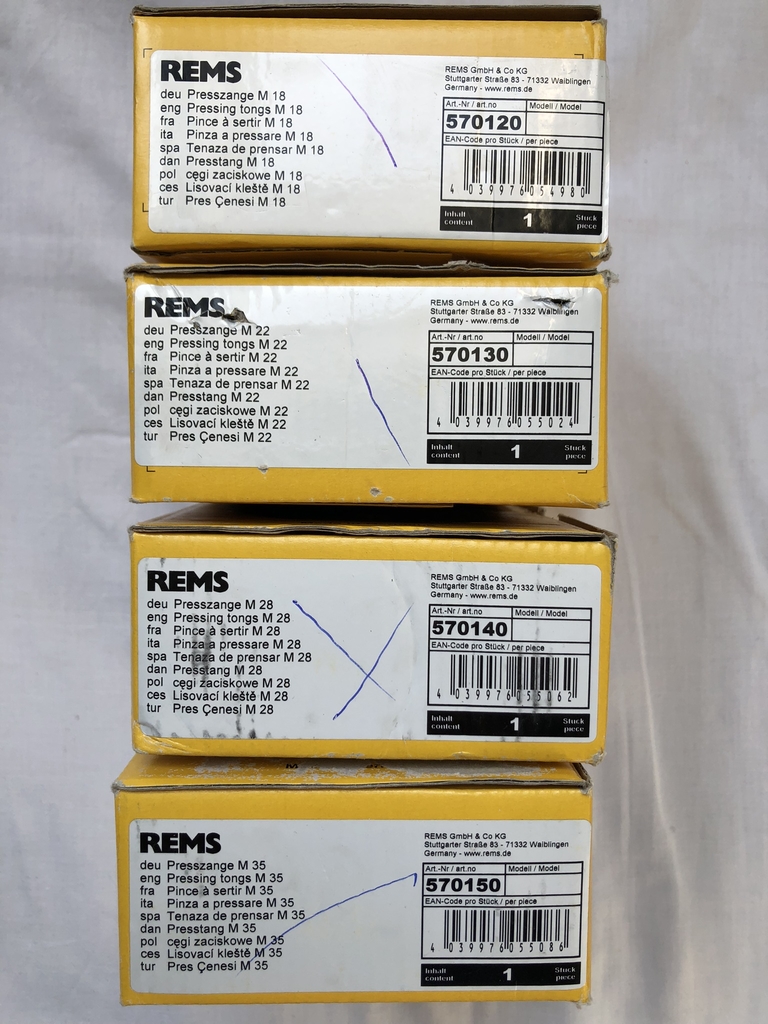 REMS
deu Presszange M 18
eng Pressing tongs M 18
fra Pince à sertir M 18
ita Pinza a pressare M 18
spa Tenaza de prensar M 18
dan Presstang M 18
pol cęgi zaciskowe M 18
ces Lisovací kleště M 18
tur Pres Çenesi M 18
REMS GmbH & Co KG
Stuttgarter Straße 83 - 71332 Waiblingen
Germany - www.rems.de
Art.-Nr / art.no Modell / Model
570120
EAN-Code pro Stück / per piece
4 039976 054980
Inhalt 1 Stück
content piece
REMS
deu Presszange M 22
eng Pressing tongs M 22
fra Pince à sertir M 22
ita Pinza a pressare M 22
spa Tenaza de prensar M 22
dan Presstang M 22
pol cęgi zaciskowe M 22
ces Lisovací kleště M 22
tur Pres Çenesi M 22
REMS GmbH & Co KG
Stuttgarter Straße 83 - 71332 Waiblingen
Germany - www.rems.de
Art.-Nr / art.no Modell / Model
570130
EAN-Code pro Stück / per piece
4 039976 055024
Inhalt 1 Stück
content piece
REMS
deu Presszange M 28
eng Pressing tongs M 28
fra Pince à sertir M 28
ita Pinza a pressare M 28
spa Tenaza de prensar M 28
dan Presstang M 28
pol cęgi zaciskowe M 28
ces Lisovací kleště M 28
tur Pres Çenesi M 28
REMS GmbH & Co KG
Stuttgarter Straße 83 - 71332 Waiblingen
Germany - www.rems.de
Art.-Nr / art.no Modell / Model
570140
EAN-Code pro Stück / per piece
4 039976 055062
Inhalt 1 Stück
content piece
REMS
deu Presszange M 35
eng Pressing tongs M 35
fra Pince à sertir M 35
ita Pinza a pressare M 35
spa Tenaza de prensar M 35
dan Presstang M 35
pol cęgi zaciskowe M 35
ces Lisovací kleště M 35
tur Pres Çenesi M 35
REMS GmbH & Co KG
Stuttgarter Straße 83 - 71332 Waiblingen
Germany - www.rems.de
Art.-Nr / art.no Modell / Model
570150
EAN-Code pro Stück / per piece
4 039976 055086
Inhalt 1 Stück
content piece